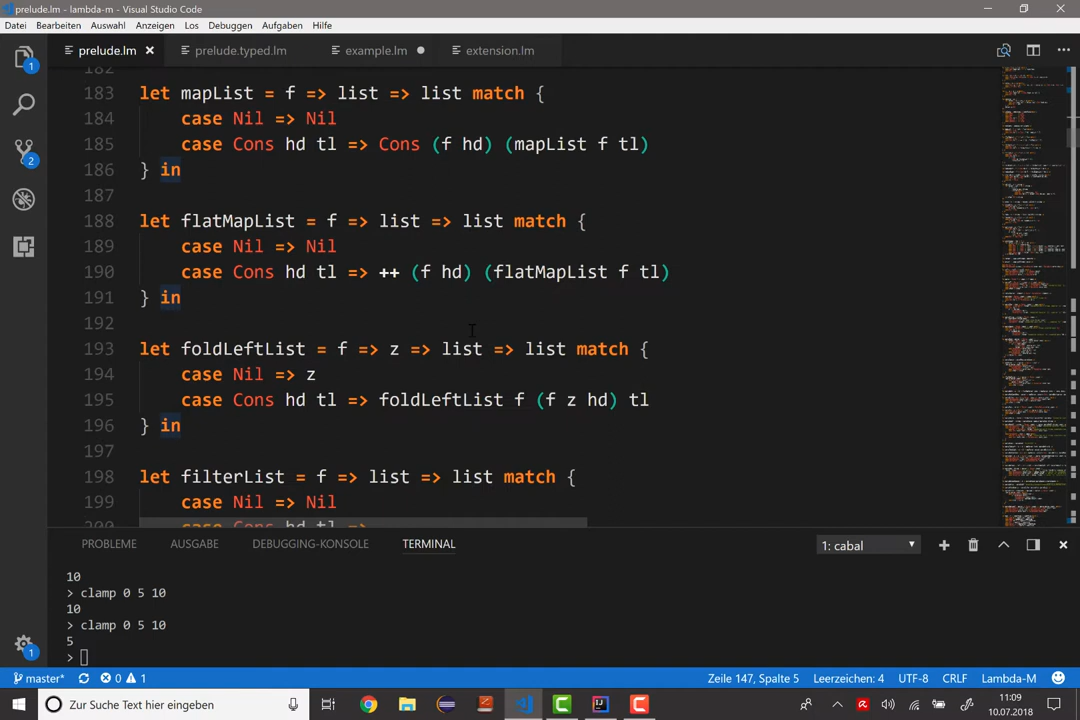 prelude.lm - lambda-m - Visual Studio Code
Datei Bearbeiten Auswahl Anzeigen Los Debuggen Aufgaben Hilfe
prelude.lm prelude.typed.lm example.lm extension.lm
182
183 let mapList = f => list => list match {
184 case Nil => Nil
185 case Cons hd tl => Cons (f hd) (mapList f tl)
186 } in
187
188 let flatMapList = f => list => list match {
189 case Nil => Nil
190 case Cons hd tl => ++ (f hd) (flatMapList f tl)
191 } in
192
193 let foldLeftList = f => z => list => list match {
194 case Nil => z
195 case Cons hd tl => foldLeftList f (f z hd) tl
196 } in
197
198 let filterList = f => list => list match {
199 case Nil => Nil
200 case Cons hd tl =>
PROBLEME AUSGABE DEBUGGING-KONSOLE TERMINAL 1: cabal
10
> clamp 0 5 10
10
> clamp 0 5 10
5
>
master* 0 1 Zeile 147, Spalte 5 Leerzeichen: 4 UTF-8 CRLF Lambda-M
Zur Suche Text hier eingeben
11:09
10.07.2018